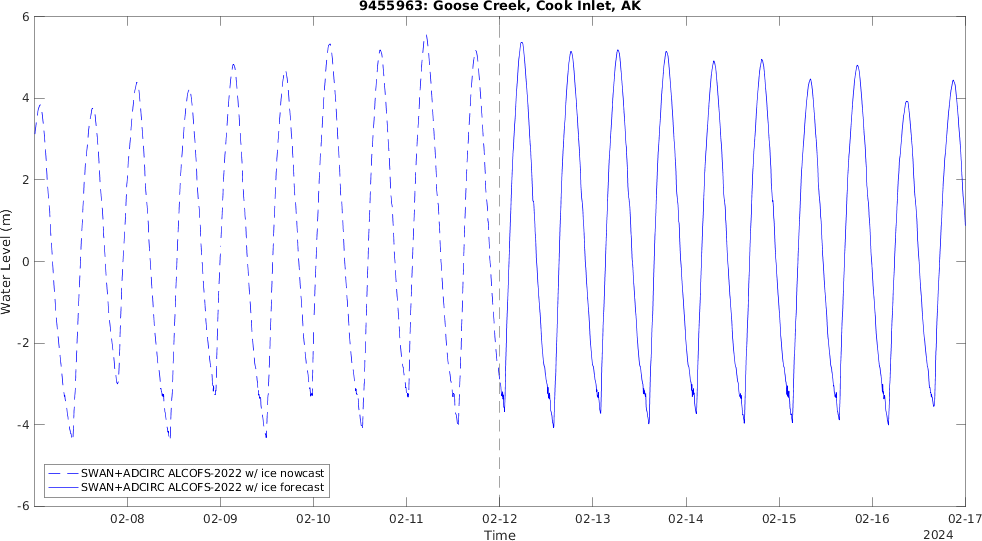 9455963: Goose Creek, Cook Inlet, AK
6
4
2
0
-2
-4
-6
Water Level (m)
SWAN+ADCIRC ALCOFS-2022 w/ ice nowcast
SWAN+ADCIRC ALCOFS-2022 w/ ice forecast
02-08 02-09 02-10 02-11 02-12 02-13 02-14 02-15 02-16 02-17
Time
2024